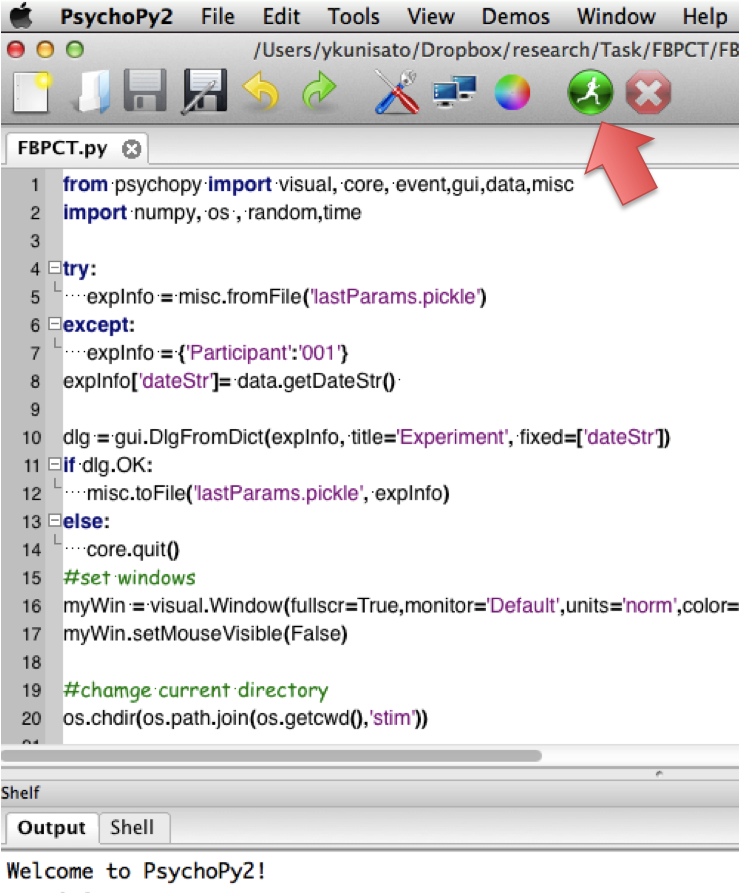 PsychoPy2 File Edit Tools View Demos Window Help
/Users/ykunisato/Dropbox/research/Task/FBPCT/FB
FBPCT.py
1 from psychopy import visual, core, event,gui,data,misc
2 import numpy, os , random,time
3
4 try:
5 expInfo = misc.fromFile('lastParams.pickle')
6 except:
7 expInfo = {'Participant':'001'}
8 expInfo['dateStr']= data.getDateStr()
9
10 dlg = gui.DlgFromDict(expInfo, title='Experiment', fixed=['dateStr'])
11 if dlg.OK:
12 misc.toFile('lastParams.pickle', expInfo)
13 else:
14 core.quit()
15 #set windows
16 myWin = visual.Window(fullscr=True,monitor='Default',units='norm',color=
17 myWin.setMouseVisible(False)
18
19 #chamge current directory
20 os.chdir(os.path.join(os.getcwd(),'stim'))
Shelf
Output Shell
Welcome to PsychoPy2!